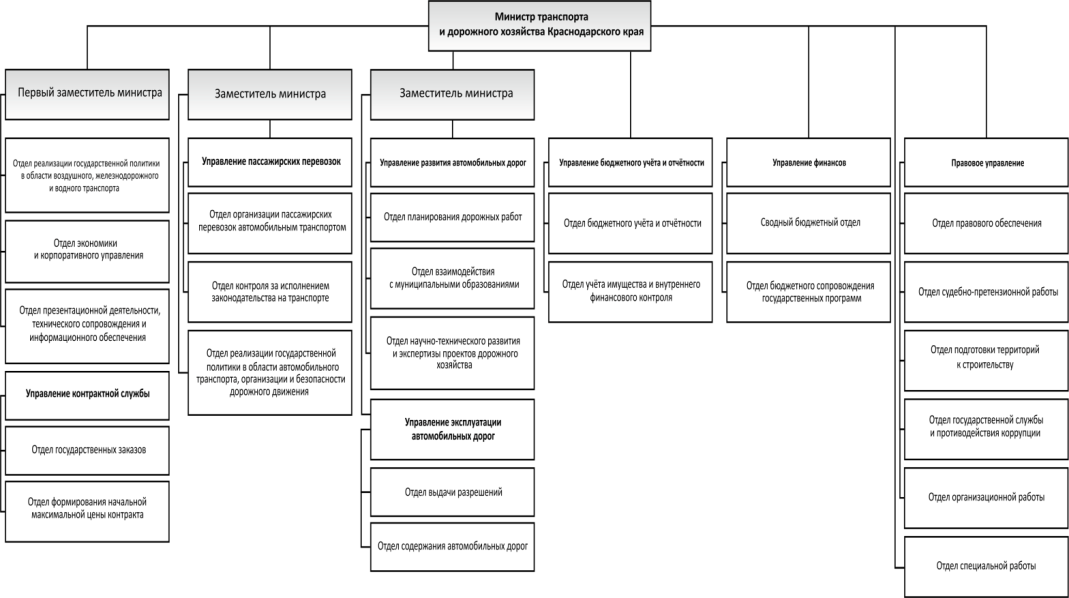 Министр транспорта
и дорожного хозяйства Краснодарского края
Первый заместитель министра
Отдел реализации государственной политики
в области воздушного, железнодорожного
и водного транспорта
Отдел экономики
и корпоративного управления
Отдел презентационной деятельности,
технического сопровождения и
информационного обеспечения
Управление контрактной службы
Отдел государственных заказов
Отдел формирования начальной
максимальной цены контракта
Заместитель министра
Управление пассажирских перевозок
Отдел организации пассажирских
перевозок автомобильным транспортом
Отдел контроля за исполнением
законодательства на транспорте
Отдел реализации государственной
политики в области автомобильного
транспорта, организации и безопасности
дорожного движения
Заместитель министра
Управление развития автомобильных дорог
Отдел планирования дорожных работ
Отдел взаимодействия
с муниципальными образованиями
Отдел научно-технического развития
и экспертизы проектов дорожного
хозяйства
Управление эксплуатации
автомобильных дорог
Отдел выдачи разрешений
Отдел содержания автомобильных дорог
Управление бюджетного учёта и отчётности
Отдел бюджетного учёта и отчётности
Отдел учёта имущества и внутреннего
финансового контроля
Управление финансов
Сводный бюджетный отдел
Отдел бюджетного сопровождения
государственных программ
Правовое управление
Отдел правового обеспечения
Отдел судебно-претензионной работы
Отдел подготовки территорий
к строительству
Отдел государственной службы
и противодействия коррупции
Отдел организационной работы
Отдел специальной работы